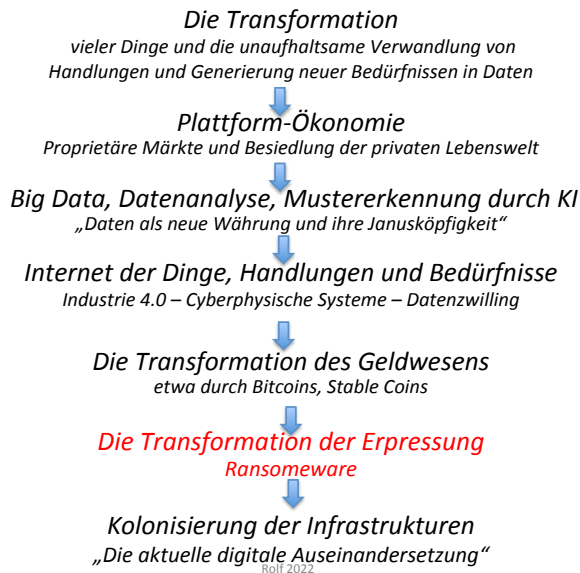 Die Transformation
vieler Dinge und die unaufhaltsame Verwandlung von
Handlungen und Generierung neuer Bedürfnissen in Daten
Plattform-Ökonomie
Proprietäre Märkte und Besiedlung der privaten Lebenswelt
Big Data, Datenanalyse, Mustererkennung durch KI
„Daten als neue Währung und ihre Janusköpfigkeit“
Internet der Dinge, Handlungen und Bedürfnisse
Industrie 4.0 – Cyberphysische Systeme – Datenzwilling
Die Transformation des Geldwesens
etwa durch Bitcoins, Stable Coins
Die Transformation der Erpressung
Ransomeware
Kolonisierung der Infrastrukturen
„Die aktuelle digitale Auseinandersetzung“
Rolf 2022